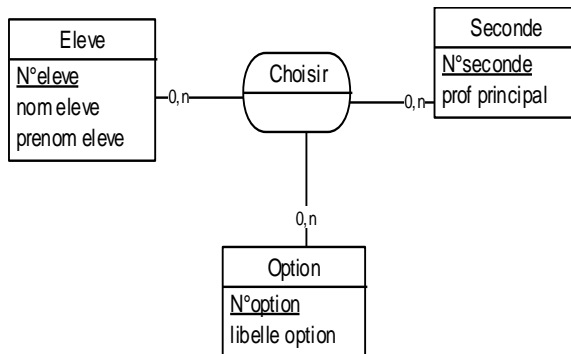 Eleve
N°eleve
nom eleve
prenom eleve
0,n
Choisir
0,n
Seconde
N°seconde
prof principal
0,n
Option
N°option
libelle option